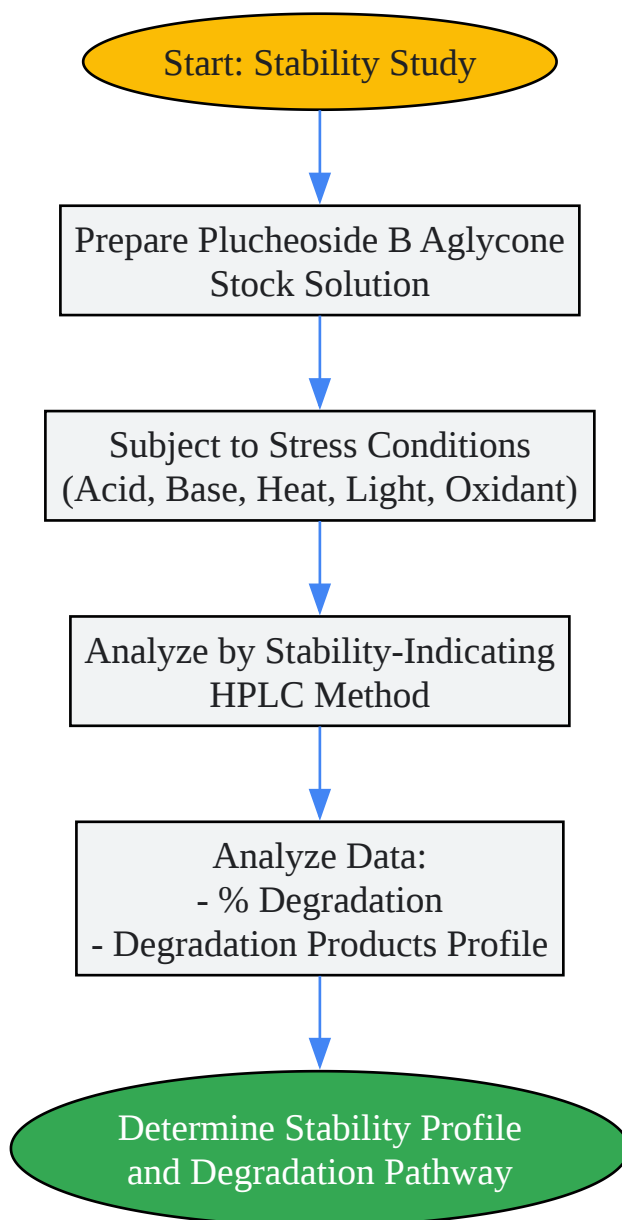 Start: Stability Study
Prepare Plucheoside B Aglycone
Stock Solution
Subject to Stress Conditions
(Acid, Base, Heat, Light, Oxidant)
Analyze by Stability-Indicating
HPLC Method
Analyze Data:
- % Degradation
- Degradation Products Profile
Determine Stability Profile
and Degradation Pathway